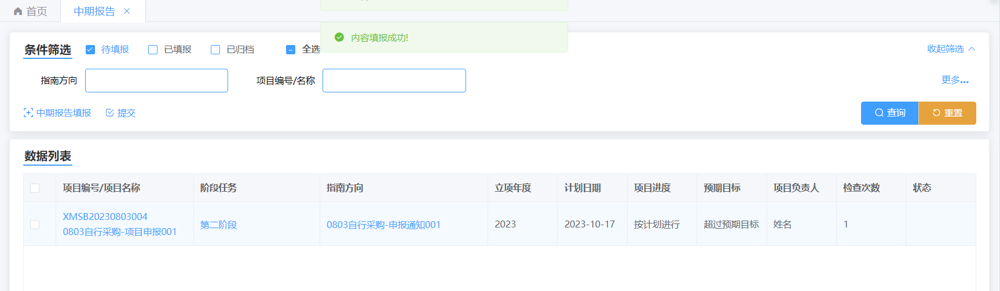 首页
中期报告
内容填报成功!
条件筛选 待填报 已填报 已归档 全选
收起筛选
指南方向 项目编号/名称 更多...
中期报告填报 提交 查询 重置
数据列表
项目编号/项目名称 阶段任务 指南方向 立项年度 计划日期 项目进度 预期目标 项目负责人 检查次数 状态
XMSB20230803004
0803自行采购-项目申报001 第二阶段 0803自行采购-申报通知001 2023 2023-10-17 按计划进行 超过预期目标 姓名 1